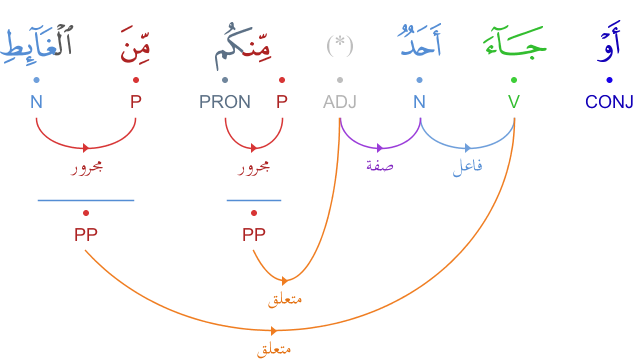 أَوْ جَآءَ أَحَدٌ (*) مِّنكُم مِّنَ ٱلْغَآئِطِ
CONJ V N ADJ P PRON P N
فاعل صفة مجرور مجرور
PP PP
متعلق
متعلق